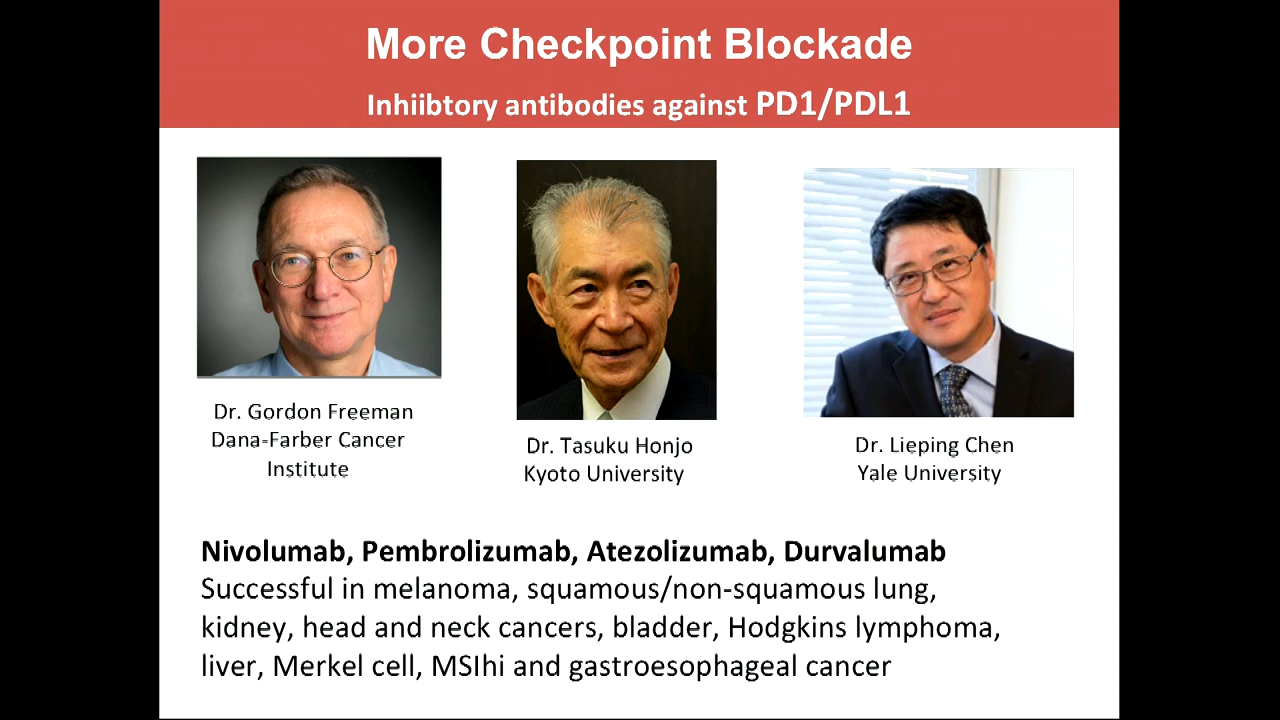 More Checkpoint Blockade
Inhiibtory antibodies against PD1/PDL1
Dr. Gordon Freeman
Dana-Farber Cancer
Institute
Dr. Tasuku Honjo
Kyoto University
Dr. Lieping Chen
Yale University
Nivolumab, Pembrolizumab, Atezolizumab, Durvalumab
Successful in melanoma, squamous/non-squamous lung,
kidney, head and neck cancers, bladder, Hodgkins lymphoma,
liver, Merkel cell, MSIhi and gastroesophageal cancer